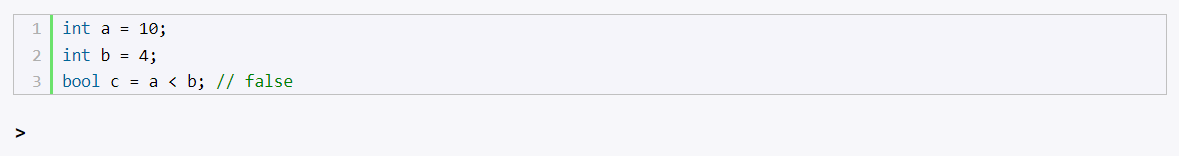 1 int a = 10;
2 int b = 4;
3 bool c = a < b; // false
>